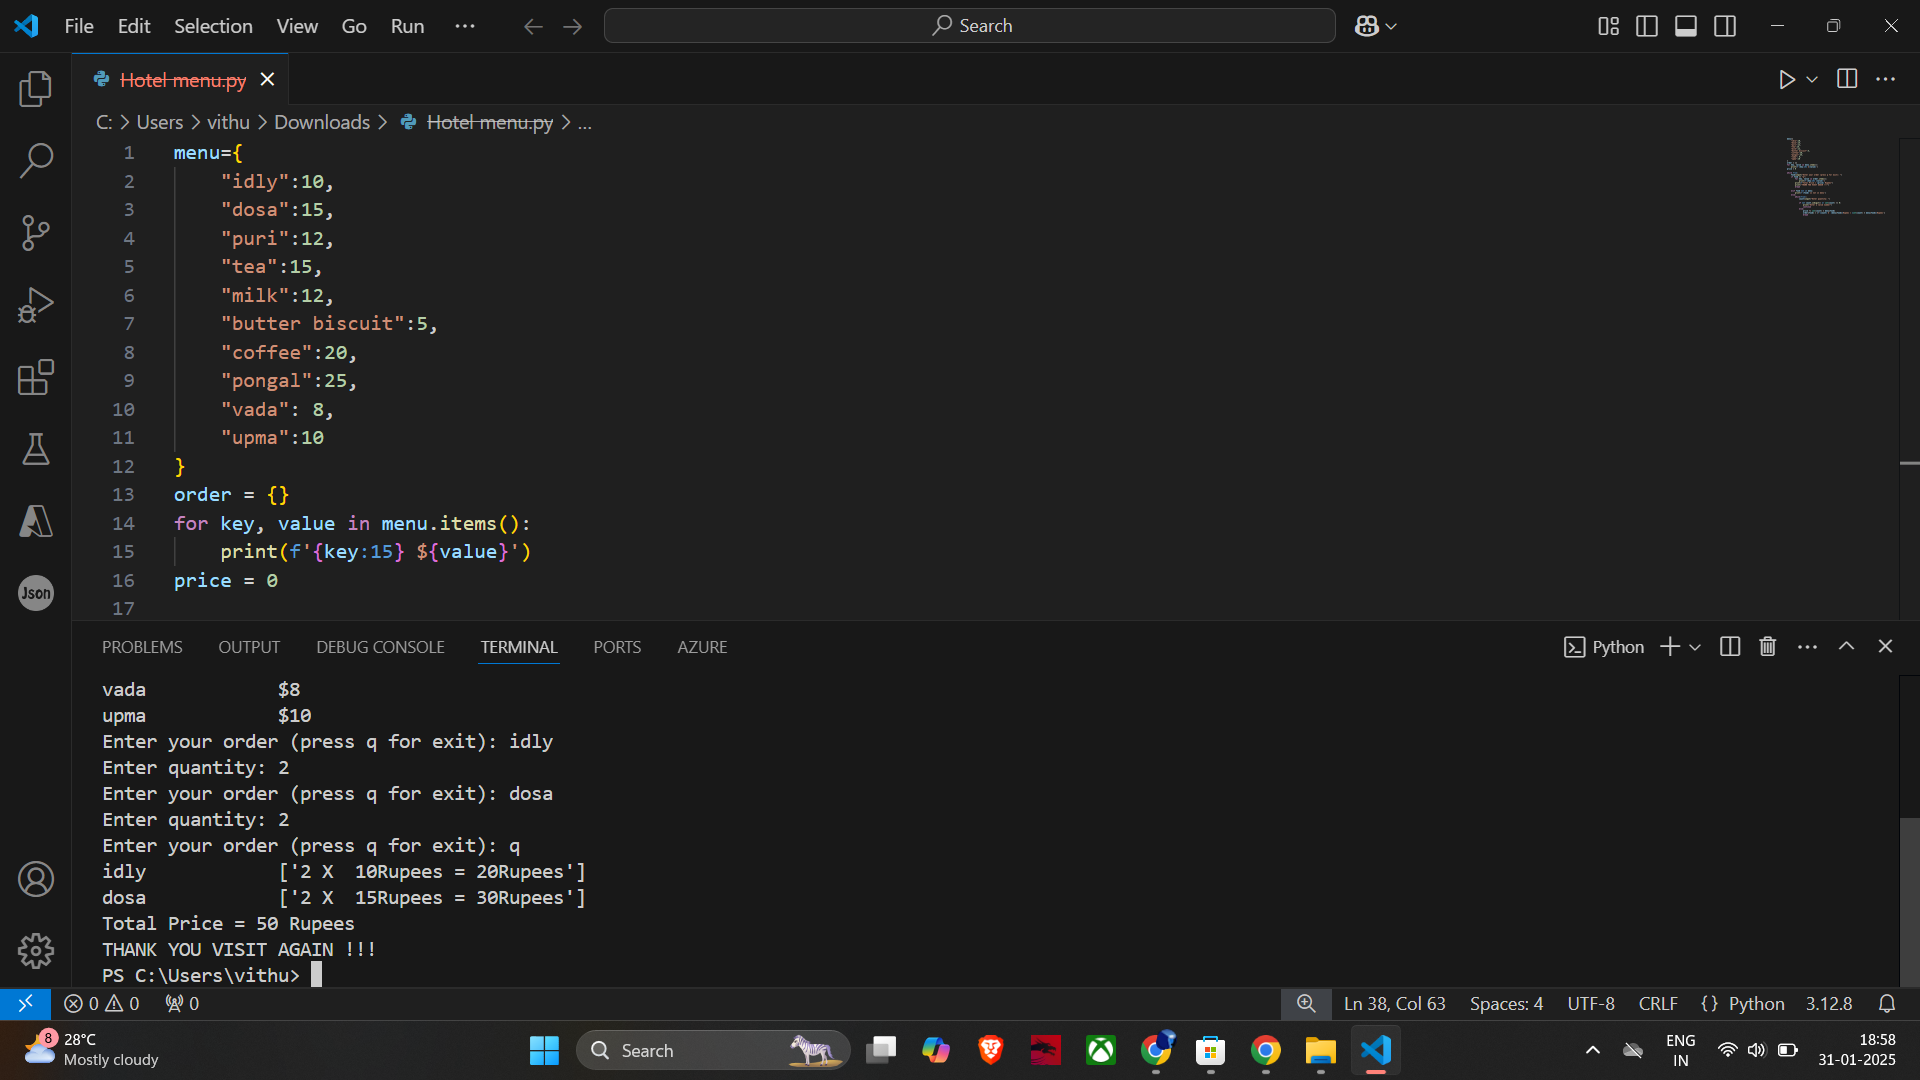 File Edit Selection View Go Run ··· Search
Hotel menu.py
C: > Users > vithu > Downloads > Hotel menu.py > ...
1 menu={
2 "idly":10,
3 "dosa":15,
4 "puri":12,
5 "tea":15,
6 "milk":12,
7 "butter biscuit":5,
8 "coffee":20,
9 "pongal":25,
10 "vada": 8,
11 "upma":10
12 }
13 order = {}
14 for key, value in menu.items():
15 print(f'{key:15} ${value}')
16 price = 0
17
Json
PROBLEMS OUTPUT DEBUG CONSOLE TERMINAL PORTS AZURE Python
vada $8
upma $10
Enter your order (press q for exit): idly
Enter quantity: 2
Enter your order (press q for exit): dosa
Enter quantity: 2
Enter your order (press q for exit): q
idly ['2 X  10Rupees = 20Rupees']
dosa ['2 X  15Rupees = 30Rupees']
Total Price = 50 Rupees
THANK YOU VISIT AGAIN !!!
PS C:\Users\vithu>
0 0 0 Ln 38, Col 63 Spaces: 4 UTF-8 CRLF {} Python 3.12.8
8 28°C
Mostly cloudy
Search
ENG
IN
18:58
31-01-2025